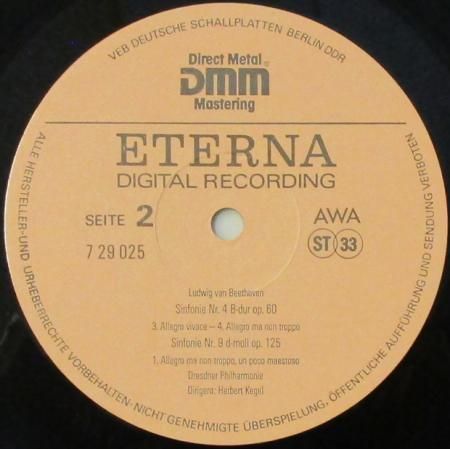 VEB DEUTSCHE SCHALLPLATTEN BERLIN DDR
Direct Metal
DMM
Mastering
ETERNA
DIGITAL RECORDING
SEITE 2
AWA
7 29 025
ST 33
Ludwig van Beethoven
Sinfonie Nr. 4 B-dur op. 60
3. Allegro vivace – 4. Allegro ma non troppo
Sinfonie Nr. 9 d-moll op. 125
1. Allegro ma non troppo, un poco maestoso
Dresdner Philharmonie
Dirigent: Herbert Kegel
ALLE HERSTELLER-UND URHEBERRECHTE VORBEHALTEN-NICHT GENEHMIGTE ÜBERSPIELUNG, ÖFFENTLICHE AUFFÜHRUNG UND SENDUNG VERBOTEN